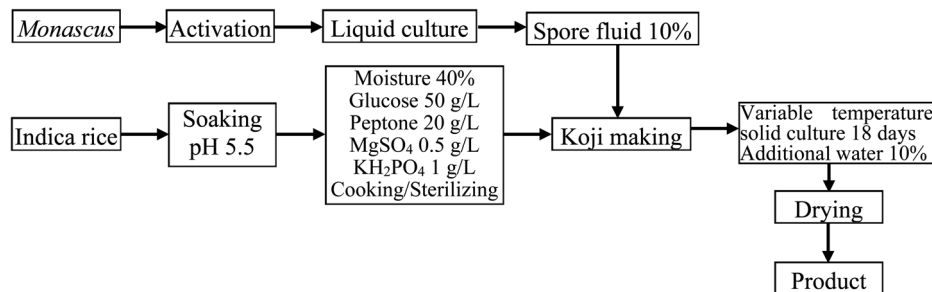 Monascus
Activation
Liquid culture
Spore fluid 10%
Indica rice
Soaking
pH 5.5
Moisture 40%
Glucose 50 g/L
Peptone 20 g/L
MgSO₄ 0.5 g/L
KH₂PO₄ 1 g/L
Cooking/Sterilizing
Koji making
Variable temperature
solid culture 18 days
Additional water 10%
Drying
Product